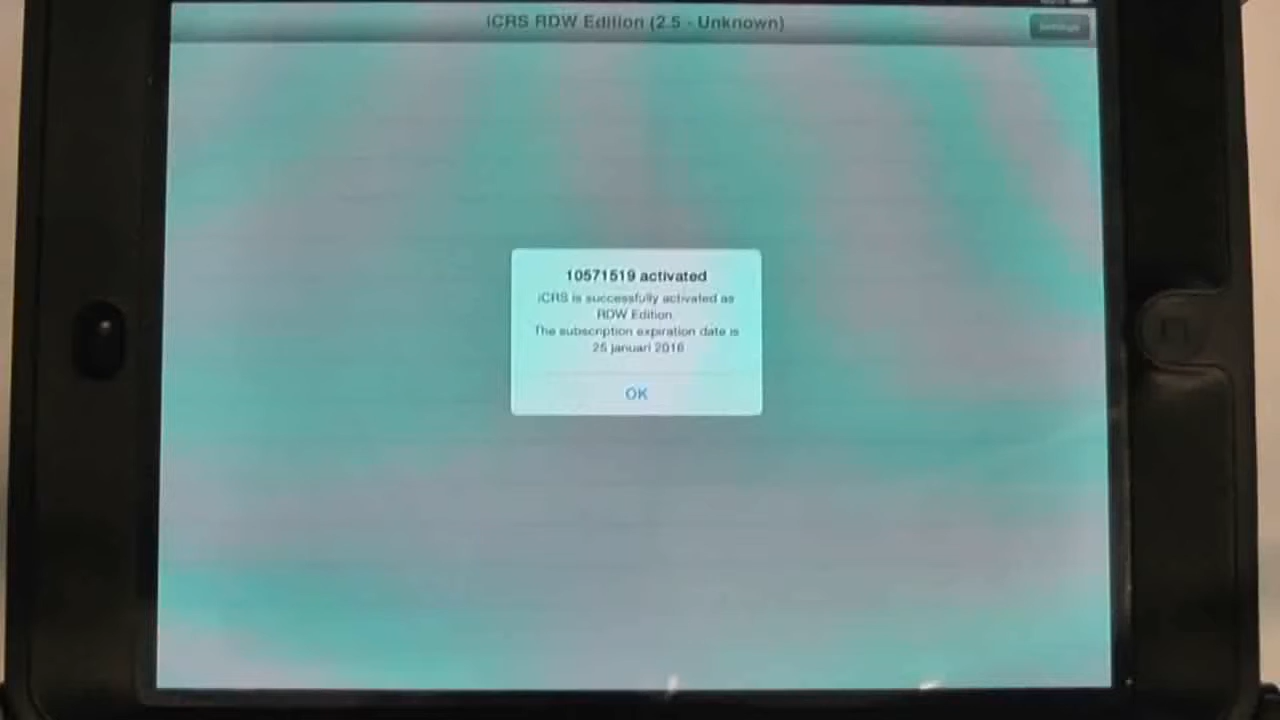 iCRS RDW Edition (2.5 - Unknown)
Settings
10571519 activated
iCRS is successfully activated as
RDW Edition
The subscription expiration date is
25 januari 2016
OK